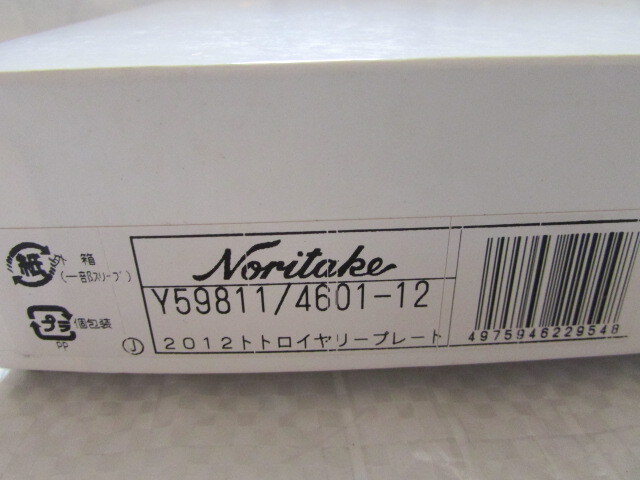 Noritake
Y59811/4601-12
2012トトロイヤリープレート
4975946229548
紙
外 箱
(一部スリーブ)
プラ
個包装
PP
J